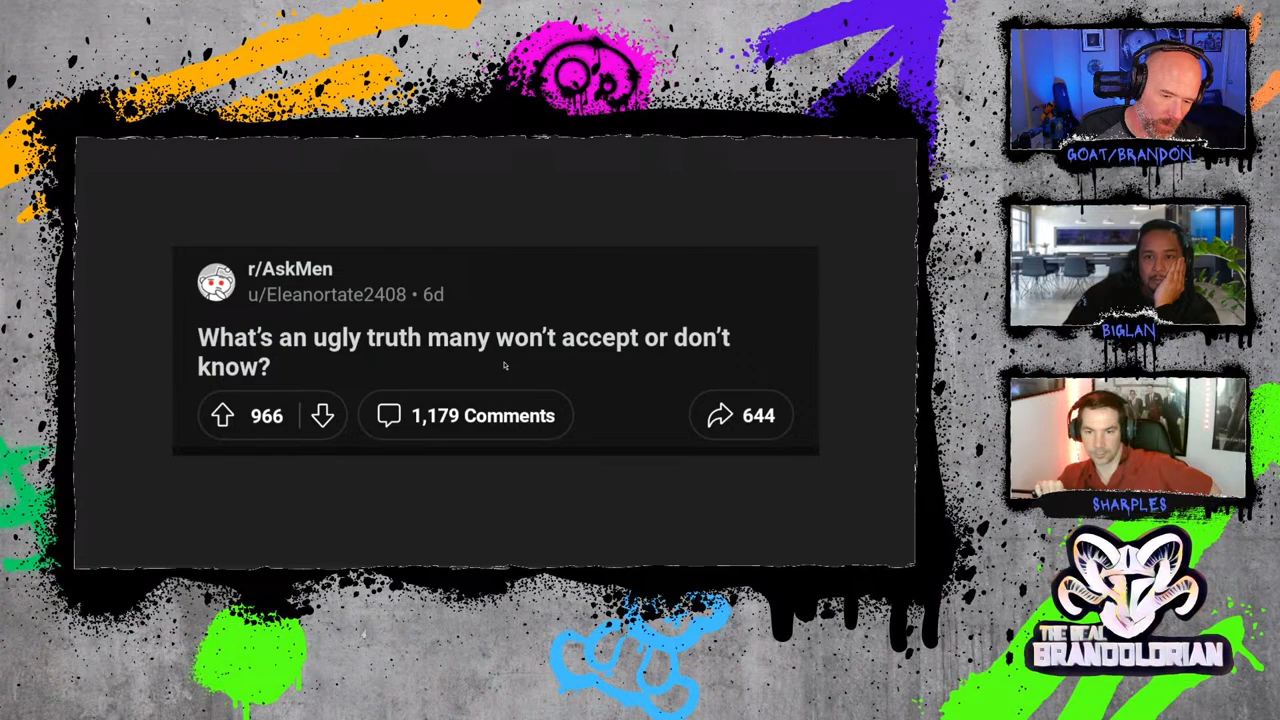 r/AskMen
u/Eleanortate2408 • 6d
What’s an ugly truth many won’t accept or don’t
know?
966
1,179 Comments
644
GOAT/BRANDON
BIGLAN
SHARPLES
THE REAL
BRANDOLORIAN